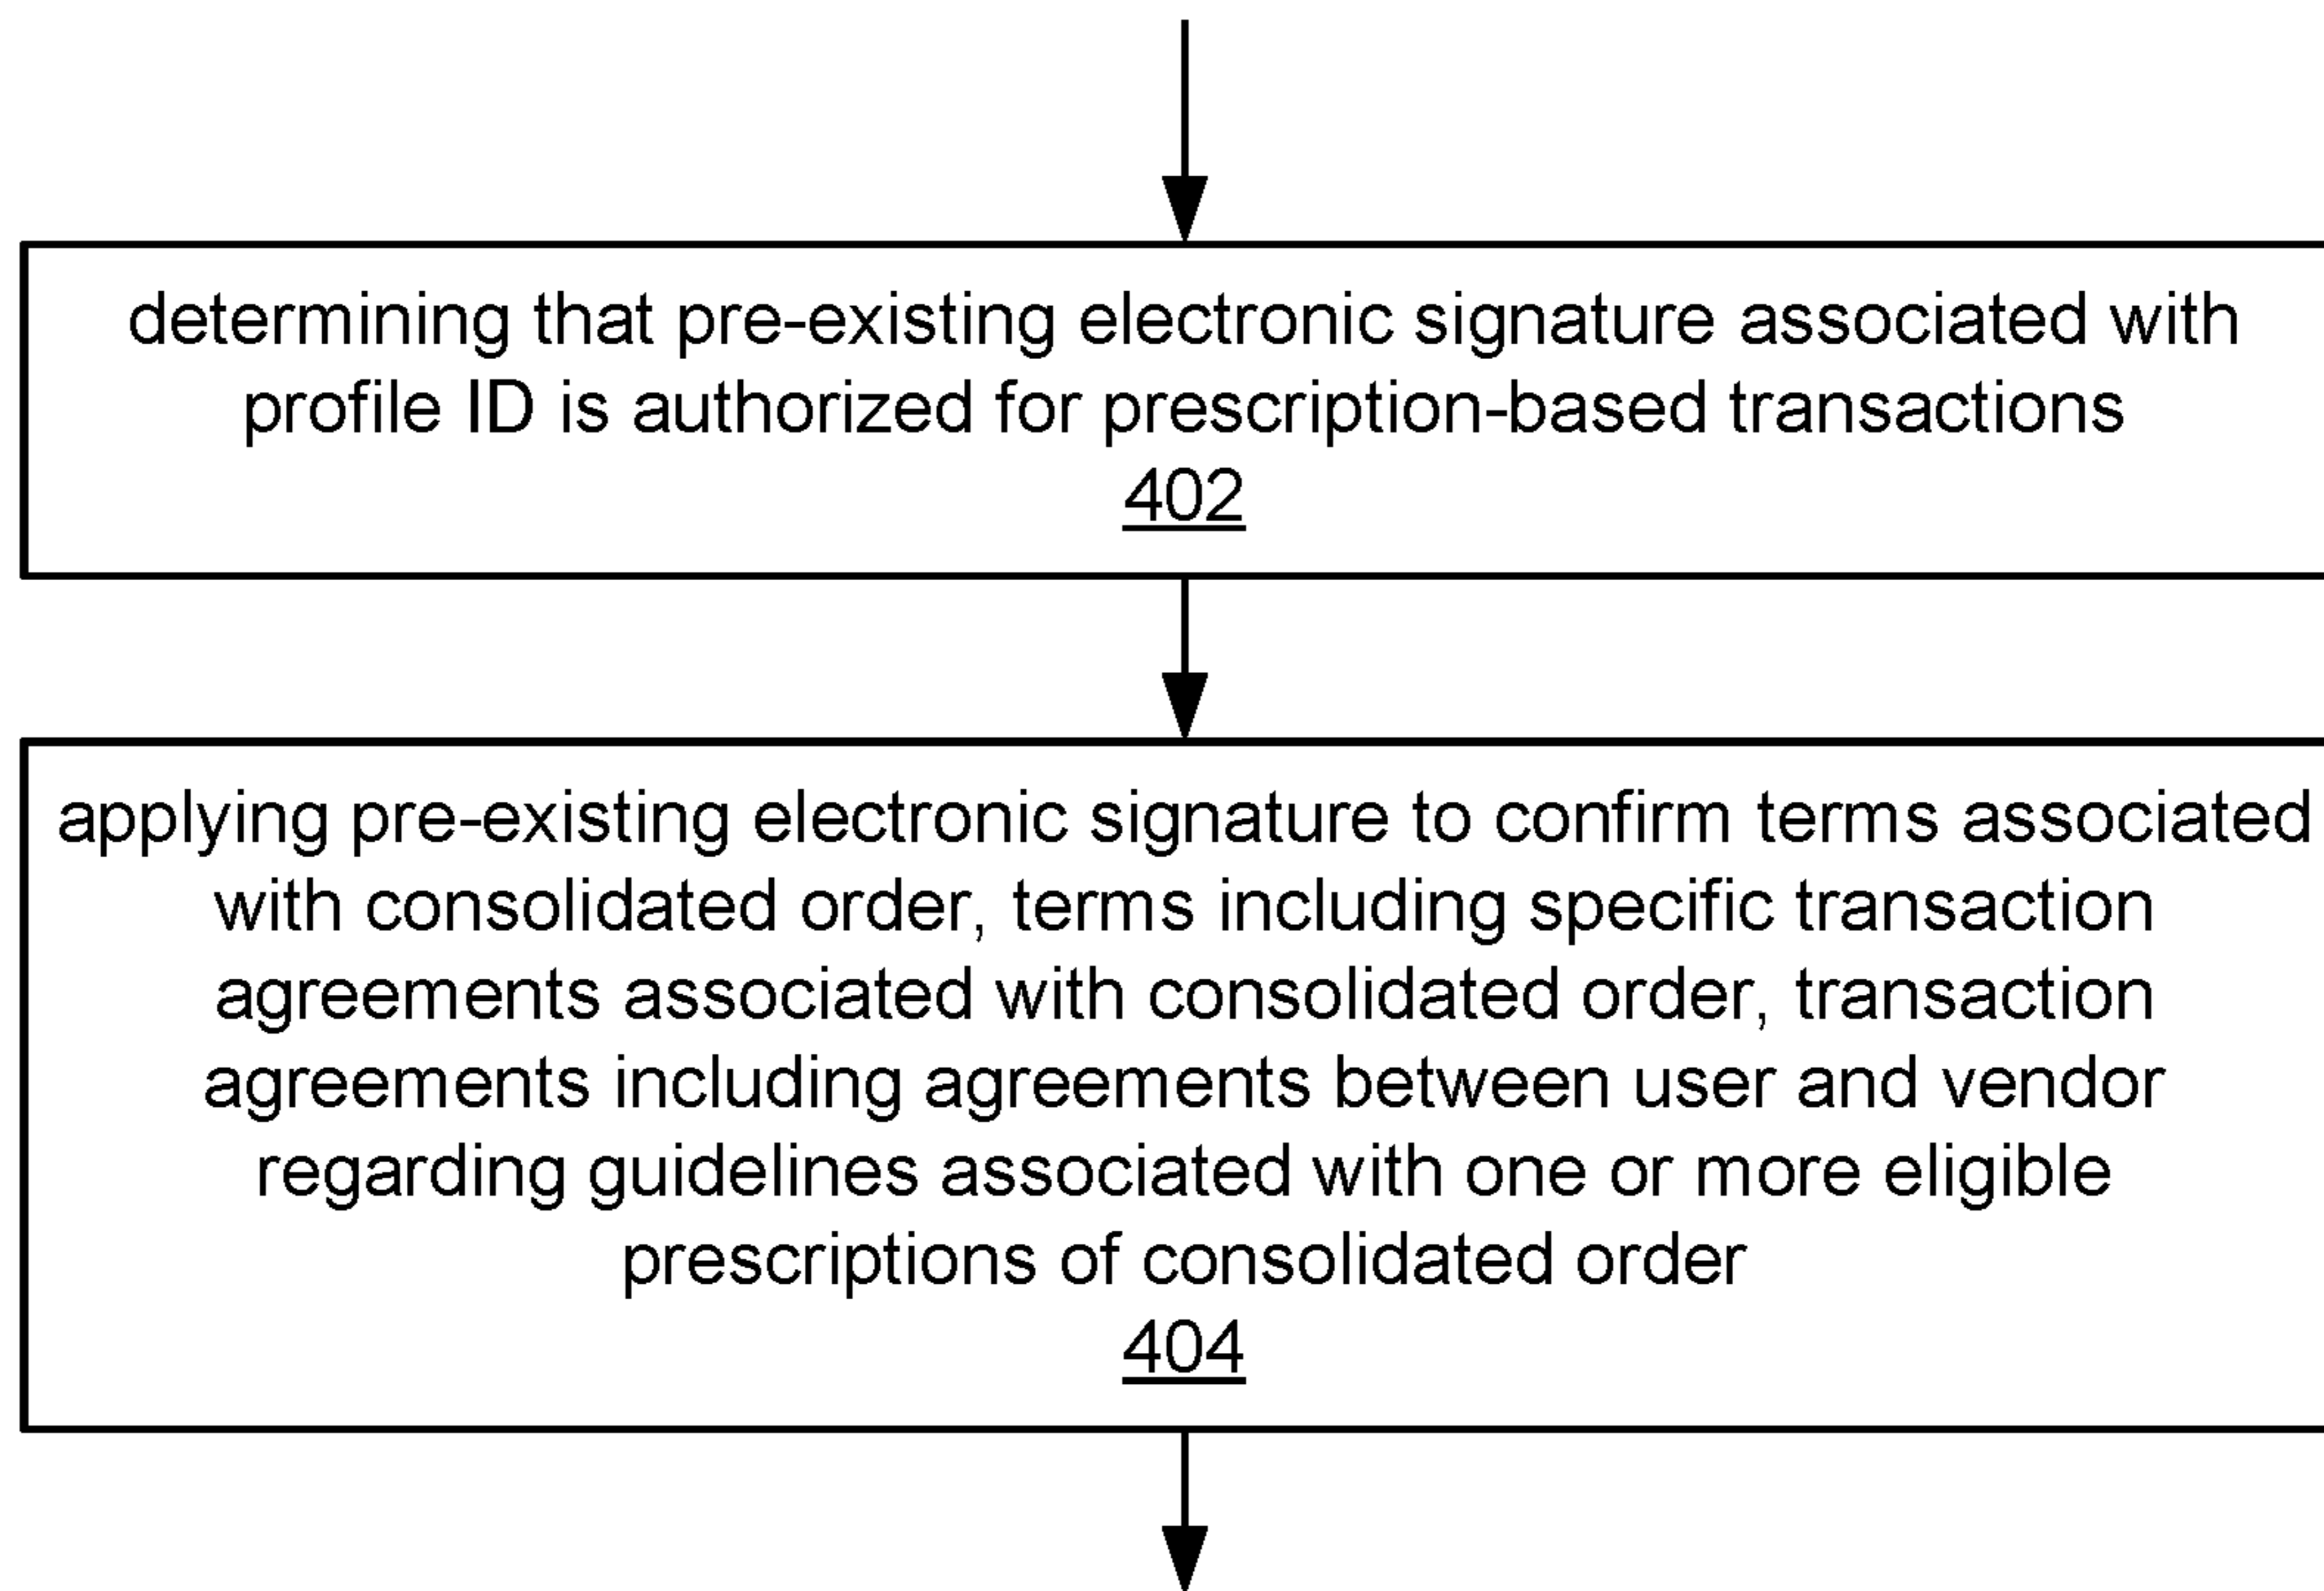 determining that pre-existing electronic signature associated with
profile ID is authorized for prescription-based transactions
402
applying pre-existing electronic signature to confirm terms associated
with consolidated order, terms including specific transaction
agreements associated with consolidated order, transaction
agreements including agreements between user and vendor
regarding guidelines associated with one or more eligible
prescriptions of consolidated order
404